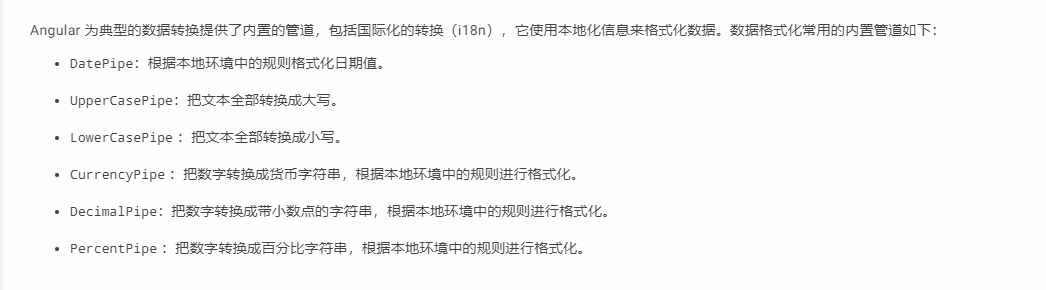 Angular 为典型的数据转换提供了内置的管道，包括国际化的转换（i18n），它使用本地化信息来格式化数据。数据格式化常用的内置管道如下：
• DatePipe：根据本地环境中的规则格式化日期值。
• UpperCasePipe：把文本全部转换成大写。
• LowerCasePipe ：把文本全部转换成小写。
• CurrencyPipe ：把数字转换成货币字符串，根据本地环境中的规则进行格式化。
• DecimalPipe：把数字转换成带小数点的字符串，根据本地环境中的规则进行格式化。
• PercentPipe ：把数字转换成百分比字符串，根据本地环境中的规则进行格式化。